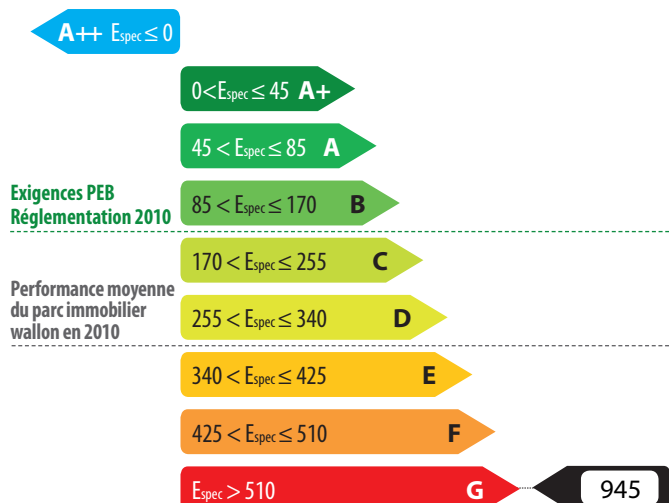 A++ Espec ≤ 0
0 < Espec ≤ 45 A+
45 < Espec ≤ 85 A
Exigences PEB
Réglementation 2010
85 < Espec ≤ 170 B
170 < Espec ≤ 255 C
Performance moyenne
du parc immobilier
wallon en 2010
255 < Espec ≤ 340 D
340 < Espec ≤ 425 E
425 < Espec ≤ 510 F
Espec > 510 G 945